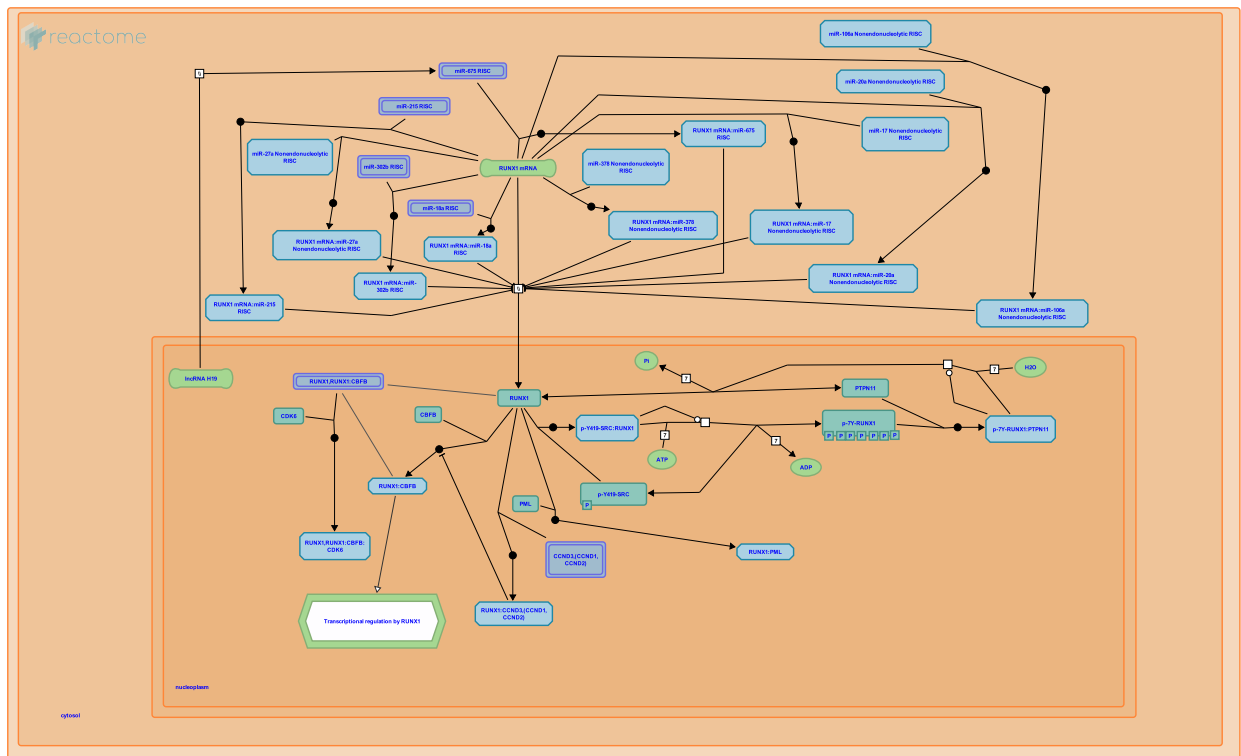 reactome
miR-106a Nonendonucleolytic RISC
miR-675 RISC
miR-20a Nonendonucleolytic RISC
miR-215 RISC
miR-17 Nonendonucleolytic
RISC
RUNX1 mRNA:miR-675
RISC
miR-27a Nonendonucleolytic
RISC
miR-302b RISC
RUNX1 mRNA
miR-378 Nonendonucleolytic
RISC
miR-18a RISC
RUNX1 mRNA:miR-378
Nonendonucleolytic RISC
RUNX1 mRNA:miR-17
Nonendonucleolytic RISC
RUNX1 mRNA:miR-27a
Nonendonucleolytic RISC
RUNX1 mRNA:miR-18a
RISC
RUNX1 mRNA:miR-20a
Nonendonucleolytic RISC
RUNX1 mRNA:miR-
302b RISC
RUNX1 mRNA:miR-215
RISC
RUNX1 mRNA:miR-106a
Nonendonucleolytic RISC
lncRNA H19
RUNX1,RUNX1:CBFB
Pi
7
7
H2O
RUNX1
PTPN11
CDK6
CBFB
p-Y419-SRC:RUNX1
p-7Y-RUNX1
P P P P P P P
p-7Y-RUNX1:PTPN11
7
7
ATP
ADP
RUNX1:CBFB
p-Y419-SRC
P
PML
RUNX1,RUNX1:CBFB:
CDK6
CCND3,(CCND1,
CCND2)
RUNX1:PML
RUNX1:CCND3,(CCND1,
CCND2)
Transcriptional regulation by RUNX1
nucleoplasm
cytosol